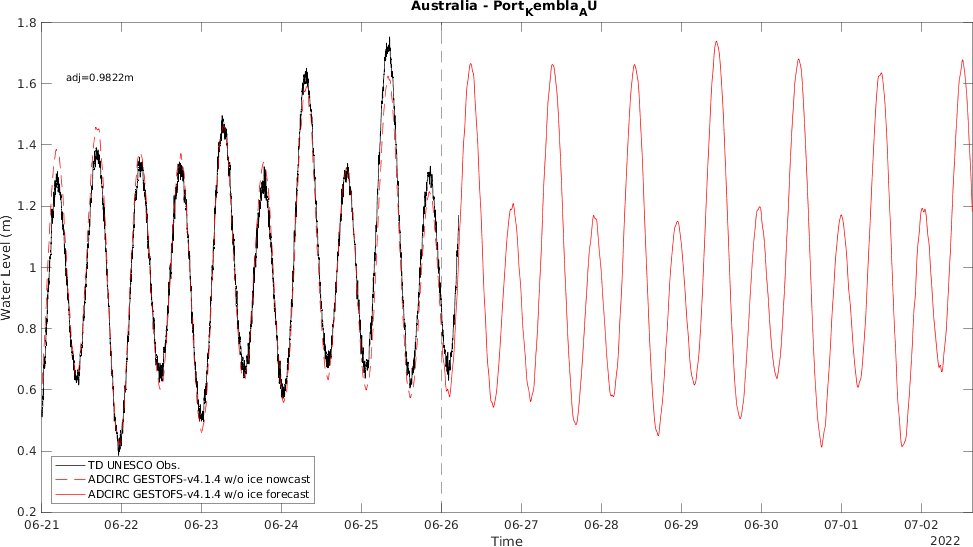 Australia - PortKemblaAU
1.8
1.6
1.4
1.2
1
0.8
0.6
0.4
0.2
Water Level (m)
adj=0.9822m
TD UNESCO Obs.
ADCIRC GESTOFS-v4.1.4 w/o ice nowcast
ADCIRC GESTOFS-v4.1.4 w/o ice forecast
06-21 06-22 06-23 06-24 06-25 06-26 06-27 06-28 06-29 06-30 07-01 07-02
Time
2022